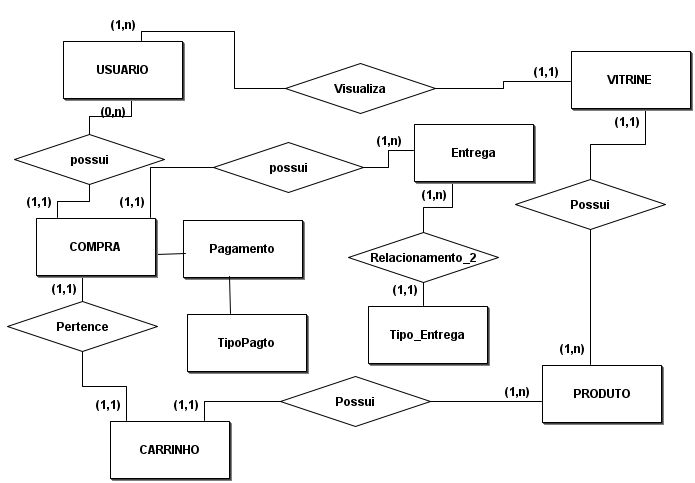 (1,n)
USUARIO
Visualiza
(1,1)
VITRINE
(0,n)
(1,1)
possui
possui
(1,n)
Entrega
(1,1)
(1,1)
(1,n)
Possui
COMPRA
Pagamento
Relacionamento_2
(1,1)
(1,1)
Pertence
TipoPagto
Tipo_Entrega
(1,n)
(1,1)
(1,1)
Possui
(1,n)
PRODUTO
CARRINHO